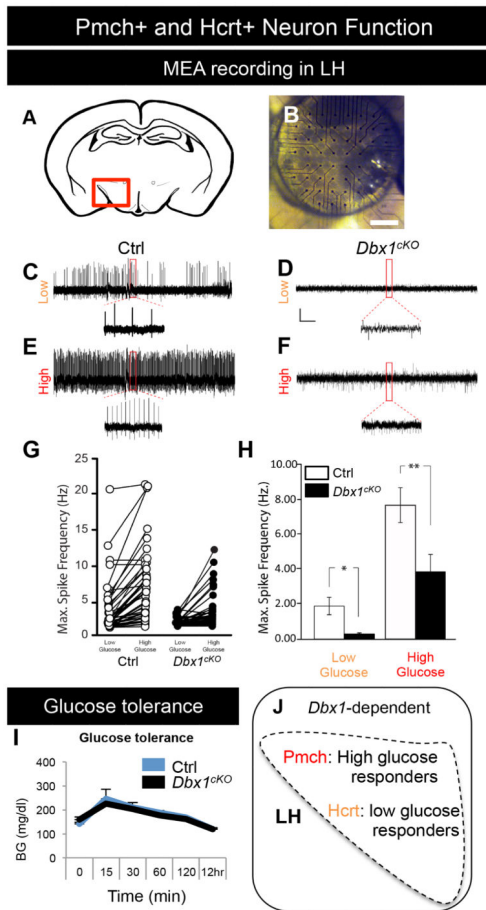 Pmch+ and Hcrt+ Neuron Function
MEA recording in LH
A
B
Ctrl
Dbx1cKO
C
D
Low
Low
E
F
High
High
G
H
Max. Spike Frequency (Hz)
25
20
15
10
5
0
Low Glucose
High Glucose
Low Glucose
High Glucose
Ctrl
Dbx1cKO
Max. Spike Frequency (Hz.)
10.00
8.00
6.00
4.00
2.00
0.00
Ctrl
Dbx1cKO
*
**
Low
Glucose
High
Glucose
Glucose tolerance
I
Glucose tolerance
Ctrl
Dbx1cKO
BG (mg/dl)
400
300
200
100
0
0 15 30 60 120 12hr
Time (min)
J
Dbx1-dependent
Pmch: High glucose
responders
LH
Hcrt: low glucose
responders